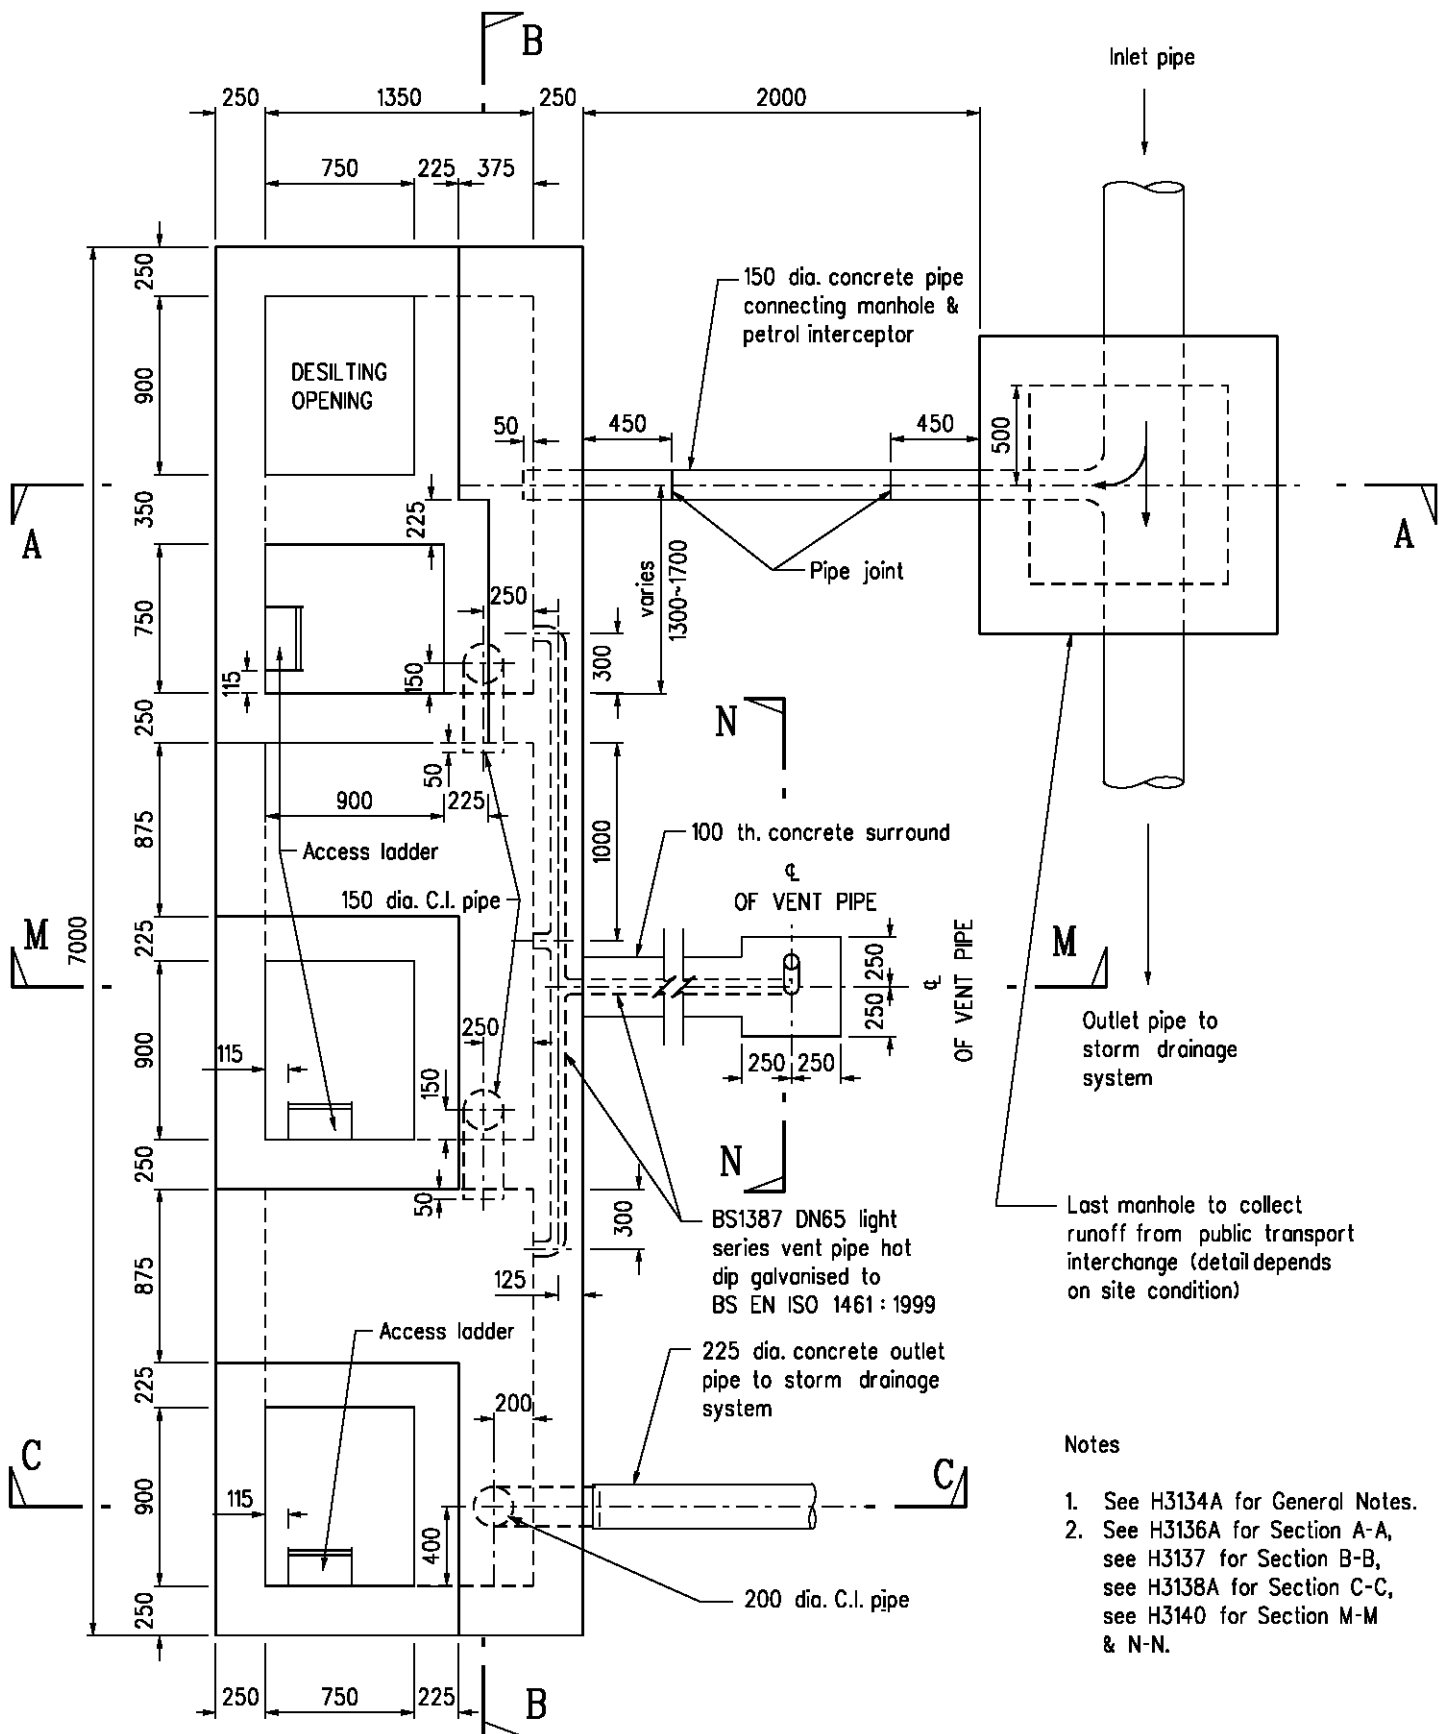 B
Inlet pipe
250
1350
250
2000
750
225
375
250
150 dia. concrete pipe
connecting manhole &
petrol interceptor
900
DESILTING
OPENING
50
450
450
500
A
350
225
A
Pipe joint
varies
1300~1700
750
250
300
150
115
250
N
50
900
225
1000
875
100 th. concrete surround
Access ladder
℄
OF VENT PIPE
150 dia. C.I. pipe
M
7000
225
250
℄
OF VENT PIPE
M
250
Outlet pipe to
storm drainage
system
250
250
250
900
115
150
N
250
50
300
BS1387 DN65 light
series vent pipe hot
dip galvanised to
BS EN ISO 1461 : 1999
Last manhole to collect
runoff from public transport
interchange (detail depends
on site condition)
875
125
Access ladder
225 dia. concrete outlet
pipe to storm drainage
system
225
200
C
C
900
115
400
200 dia. C.I. pipe
250
Notes
1. See H3134A for General Notes.
2. See H3136A for Section A-A,
see H3137 for Section B-B,
see H3138A for Section C-C,
see H3140 for Section M-M
& N-N.
250
750
225
B